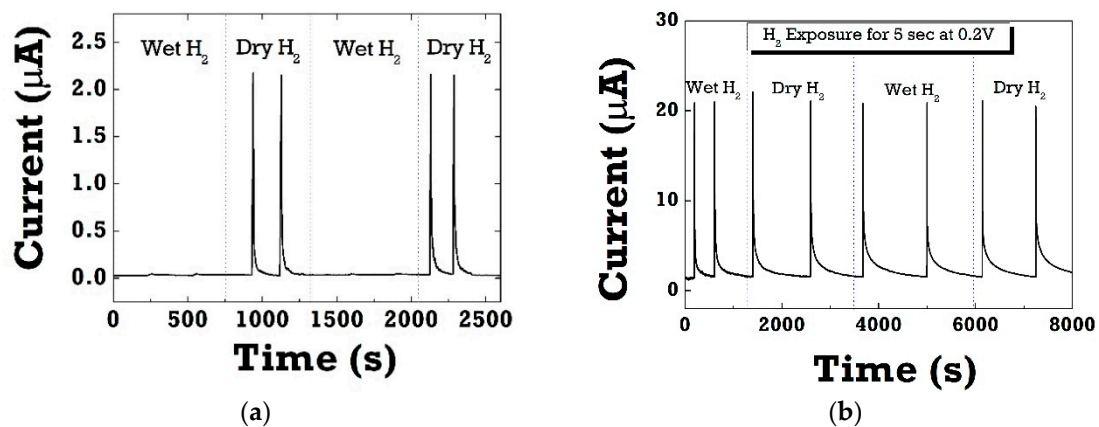 2.5
2.0
1.5
1.0
0.5
0.0
Current (μA)
Wet H2 Dry H2 Wet H2 Dry H2
0 500 1000 1500 2000 2500
Time (s)
(a)
30
20
10
0
Current (μA)
H2 Exposure for 5 sec at 0.2V
Wet H2 Dry H2 Wet H2 Dry H2
0 2000 4000 6000 8000
Time (s)
(b)